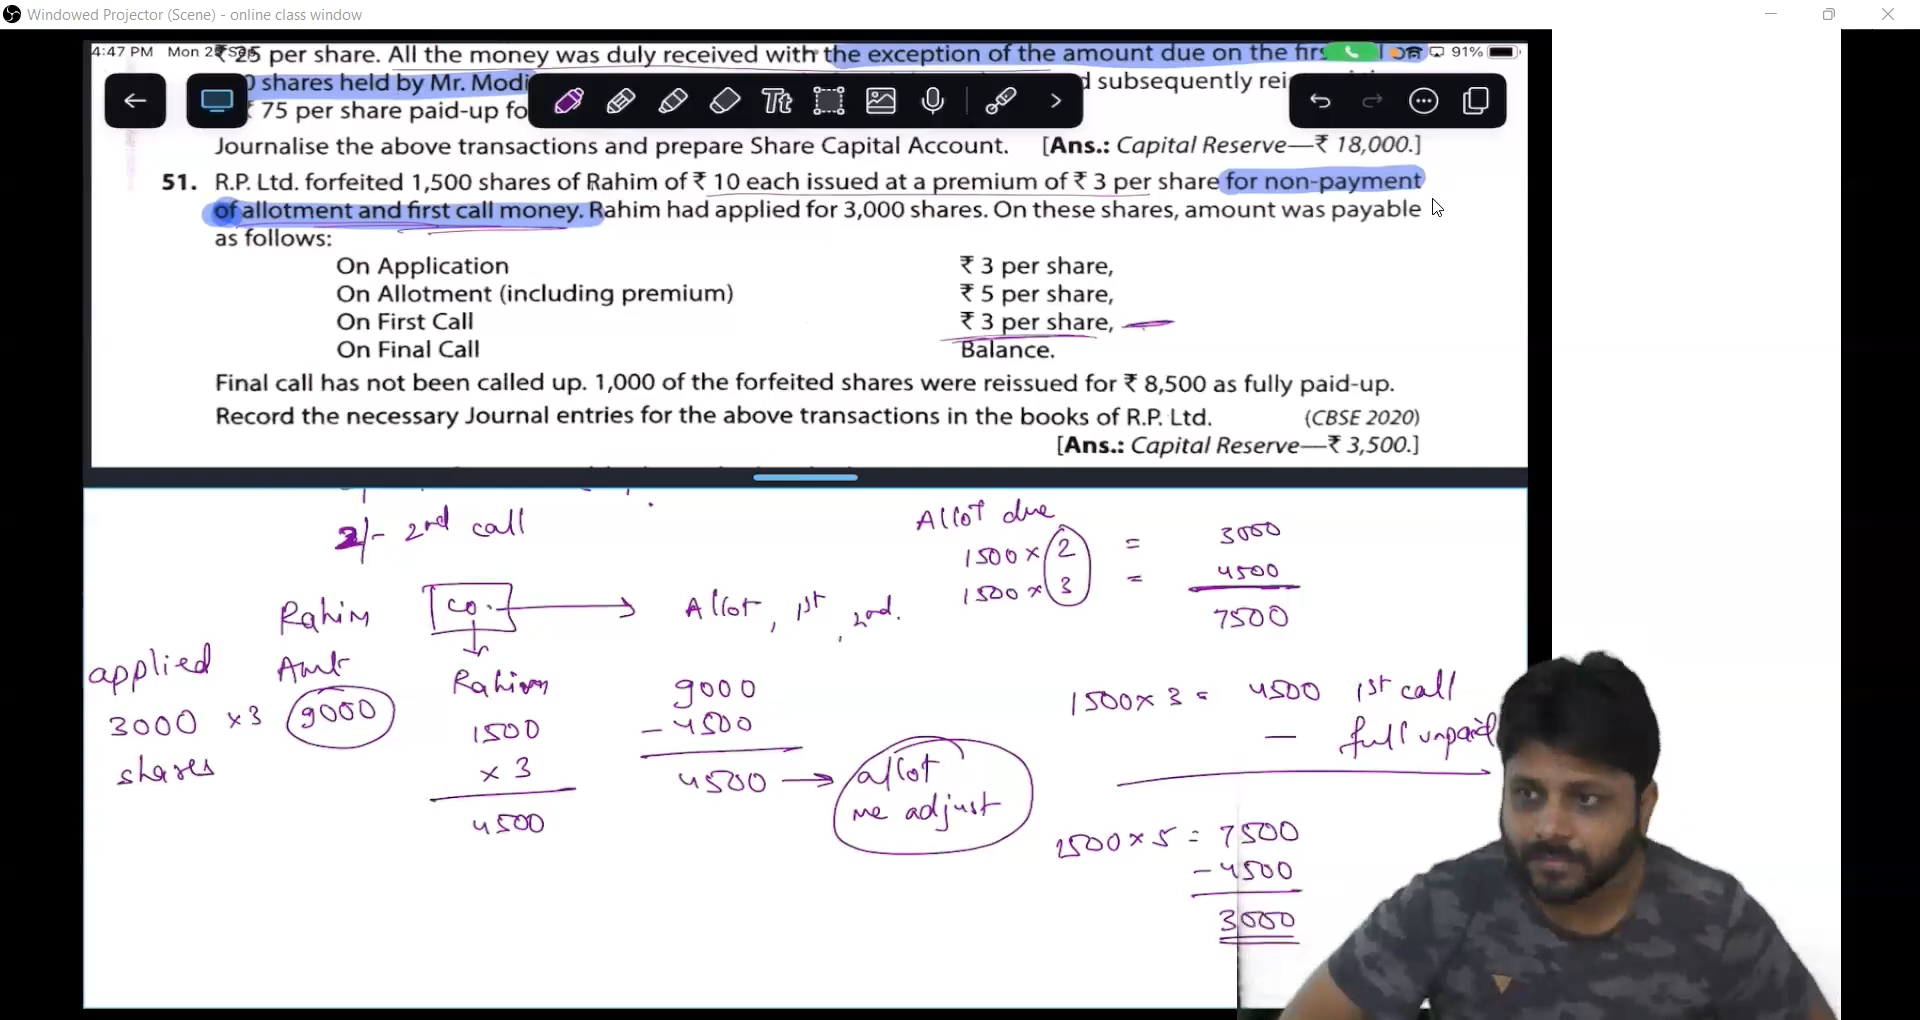 Windowed Projector (Scene) - online class window
4:47 PM Mon 2 Sep
91%
₹ 25 per share. All the money was duly received with the exception of the amount due on the firs
0 shares held by Mr. Modi
d subsequently rei
₹ 75 per share paid-up fo
Tt
Journalise the above transactions and prepare Share Capital Account. [Ans.: Capital Reserve—₹ 18,000.]
51. R.P. Ltd. forfeited 1,500 shares of Rahim of ₹ 10 each issued at a premium of ₹ 3 per share for non-payment
of allotment and first call money. Rahim had applied for 3,000 shares. On these shares, amount was payable
as follows:
On Application ₹ 3 per share,
On Allotment (including premium) ₹ 5 per share,
On First Call ₹ 3 per share,
On Final Call Balance.
Final call has not been called up. 1,000 of the forfeited shares were reissued for ₹ 8,500 as fully paid-up.
Record the necessary Journal entries for the above transactions in the books of R.P. Ltd. (CBSE 2020)
[Ans.: Capital Reserve—₹ 3,500.]
2/- 2nd call
Allot due
1500 × 2 = 3000
1500 × 3 = 4500
7500
Rahim
co.
Allot, 1st, 2nd.
applied
3000 × 3
shares
Amt
9000
Rahim
1500
× 3
4500
9000
- 4500
4500
allot
me adjust
1500 × 3 = 4500 1st call
— full unpaid
1500 × 5 = 7500
- 4500
3000